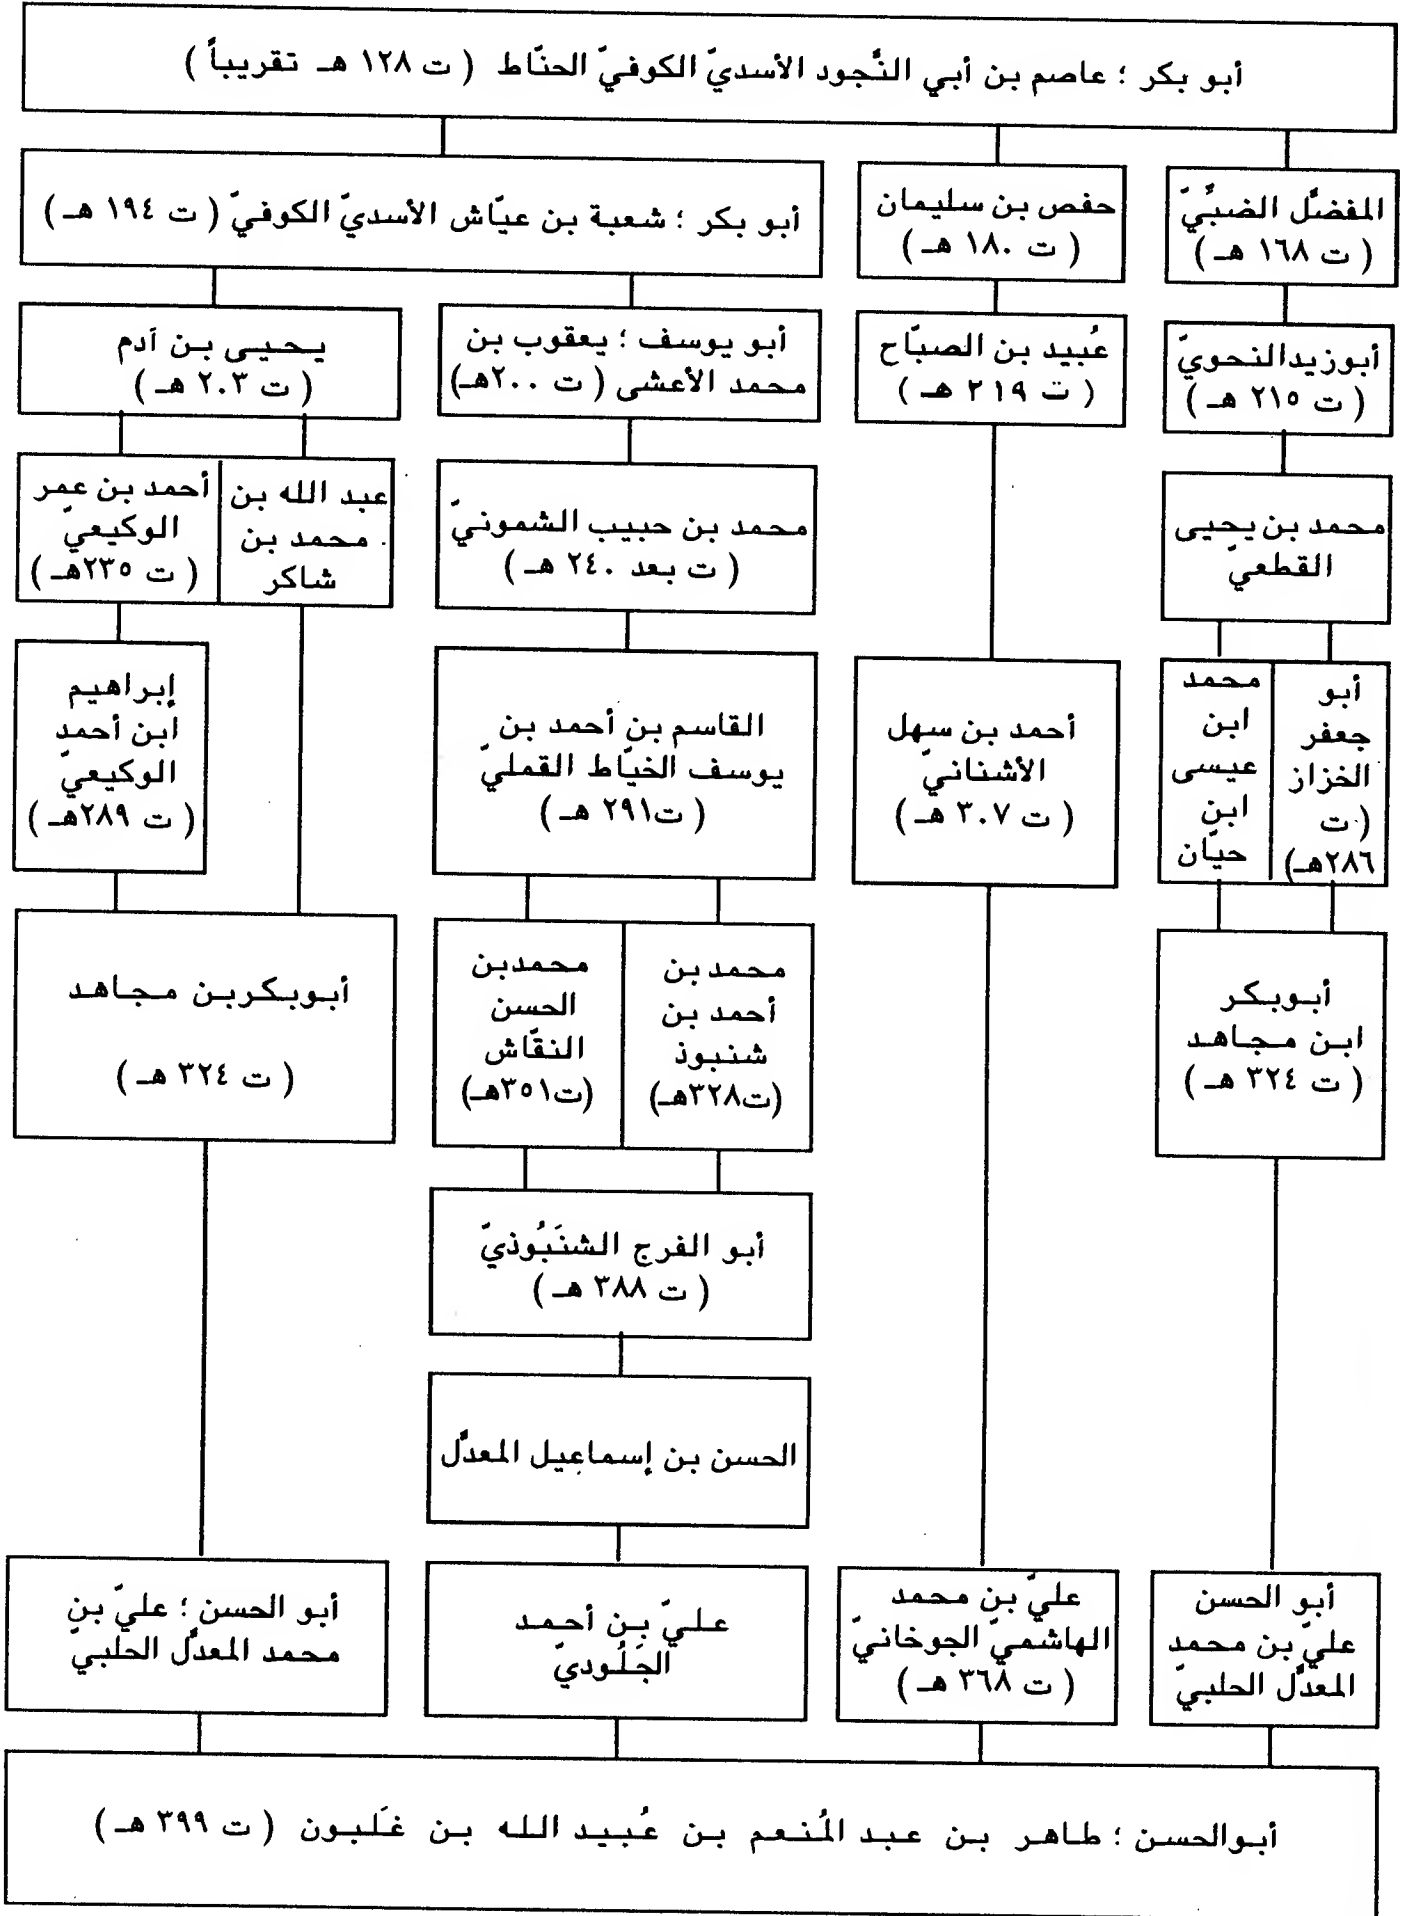 أبو بكر ؛ عاصم بن أبي النَّجود الأسديّ الكوفيّ الحنّاط ( ت ١٢٨ هـ تقريباً )
المفضَّل الضبِّيّ
( ت ١٦٨ هـ )
حفص بن سليمان
( ت ١٨٠ هـ )
أبو بكر ؛ شعبة بن عيّاش الأسديّ الكوفيّ ( ت ١٩٤ هـ )
أبوزيدالنحويّ
( ت ٢١٥ هـ )
عُبيد بن الصبّاح
( ت ٢١٩ هـ )
أبو يوسف ؛ يعقوب بن
محمد الأعشى ( ت ٢٠٠هـ)
يحيى بن آدم
( ت ٢٠٣ هـ )
محمد بن يحيى
القطعيّ
محمد بن حبيب الشمونيّ
( ت بعد ٢٤٠ هـ )
عبد الله بن
محمد بن
شاكر
أحمد بن عمر
الوكيعيّ
( ت ٢٣٥هـ )
أبو
جعفر
الخزاز
( ت
٢٨٦هـ)
محمد
ابن
عيسى
ابن
حيّان
أحمد بن سهل
الأشنانيّ
( ت ٣٠٧ هـ )
القاسم بن أحمد بن
يوسف الخيّاط القمليّ
( ت٢٩١ هـ )
إبراهيم
ابن أحمد
الوكيعيّ
( ت ٢٨٩هـ )
أبوبكر
ابن مجاهد
( ت ٣٢٤ هـ )
محمد بن
أحمد بن
شنبوذ
(ت٣٢٨هـ)
محمدبن
الحسن
النقّاش
(ت٣٥١هـ)
أبوبكربن مجاهد
( ت ٣٢٤ هـ )
أبو الفرج الشنَبُوذيّ
( ت ٣٨٨ هـ )
الحسن بن إسماعيل المعدَّل
أبو الحسن
عليّ بن محمد
المعدَّل الحلبيّ
عليّ بن محمد
الهاشميّ الجوخانيّ
( ت ٣٦٨ هـ )
عليّ بن أحمد
الجَلُوديّ
أبو الحسن ؛ عليّ بن
محمد المعدَّل الحلبيّ
أبوالحسن ؛ طاهر بن عبد المُنعم بن عُبيد الله بن غَلبون ( ت ٣٩٩ هـ )